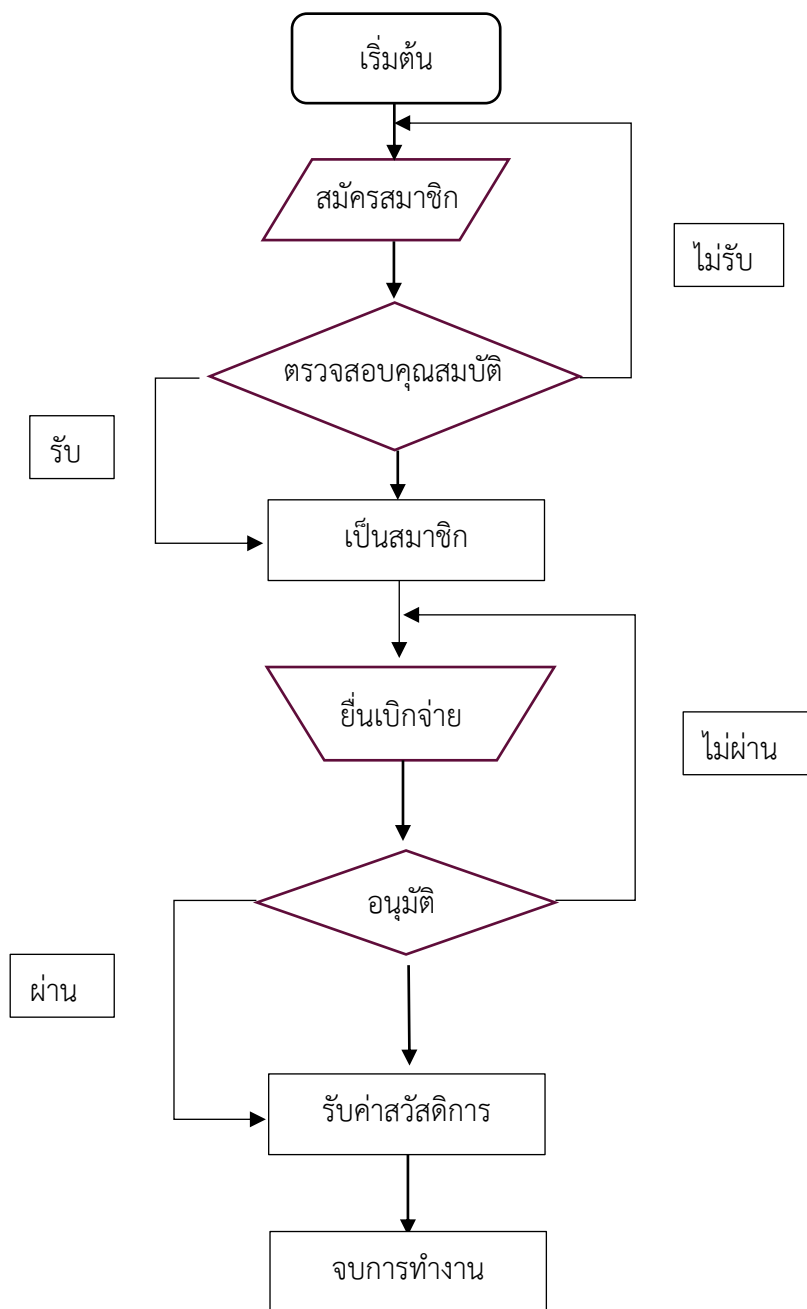 เริ่มต้น
สมัครสมาชิก
ไม่รับ
ตรวจสอบคุณสมบัติ
รับ
เป็นสมาชิก
ยื่นเบิกจ่าย
ไม่ผ่าน
อนุมัติ
ผ่าน
รับค่าสวัสดิการ
จบการทำงาน